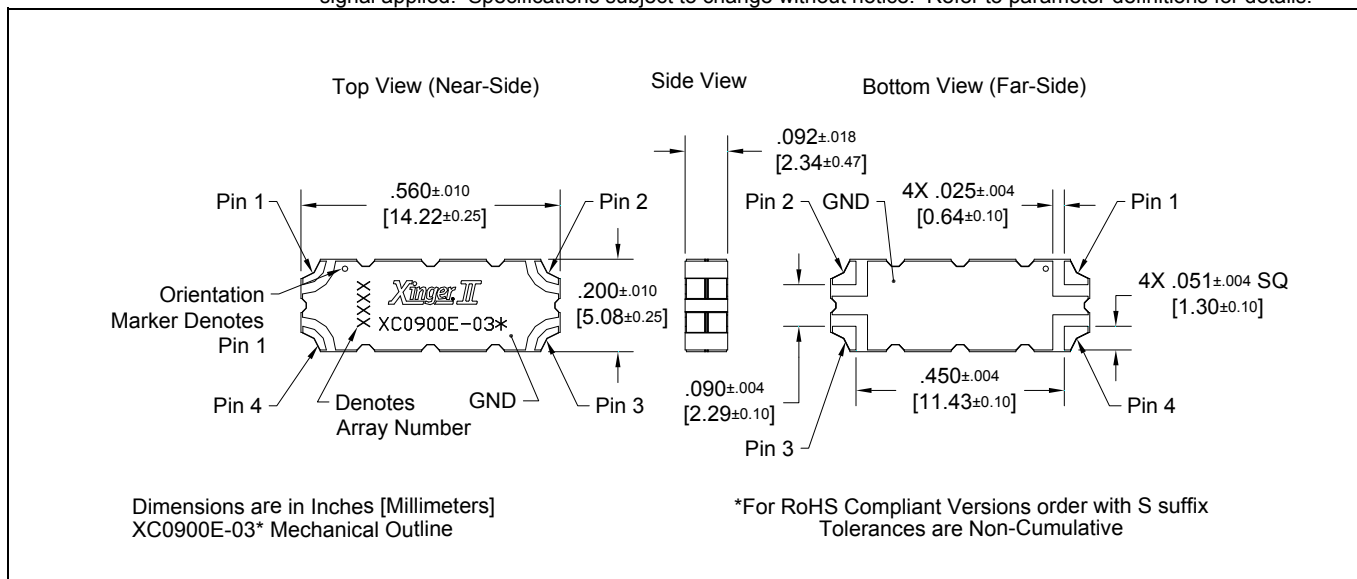 signal applied. Specifications subject to change without notice. Refer to parameter definitions for details.
Top View (Near-Side)
Side View
Bottom View (Far-Side)
.092±.018
[2.34±0.47]
Pin 1
.560±.010
[14.22±0.25]
Pin 2
Pin 2
GND
4X .025±.004
[0.64±0.10]
Pin 1
Orientation
Marker Denotes
Pin 1
XXXX
Xinger II
XC0900E-03*
.200±.010
[5.08±0.25]
4X .051±.004 SQ
[1.30±0.10]
Pin 4
Denotes
Array Number
GND
Pin 3
.090±.004
[2.29±0.10]
.450±.004
[11.43±0.10]
Pin 4
Pin 3
Dimensions are in Inches [Millimeters]
XC0900E-03* Mechanical Outline
*For RoHS Compliant Versions order with S suffix
Tolerances are Non-Cumulative